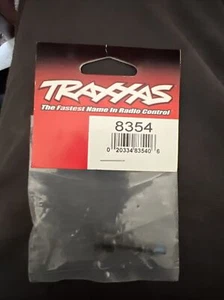 TRAXXAS
The Fastest Name In Radio Control
8354
0 20334 83540 6